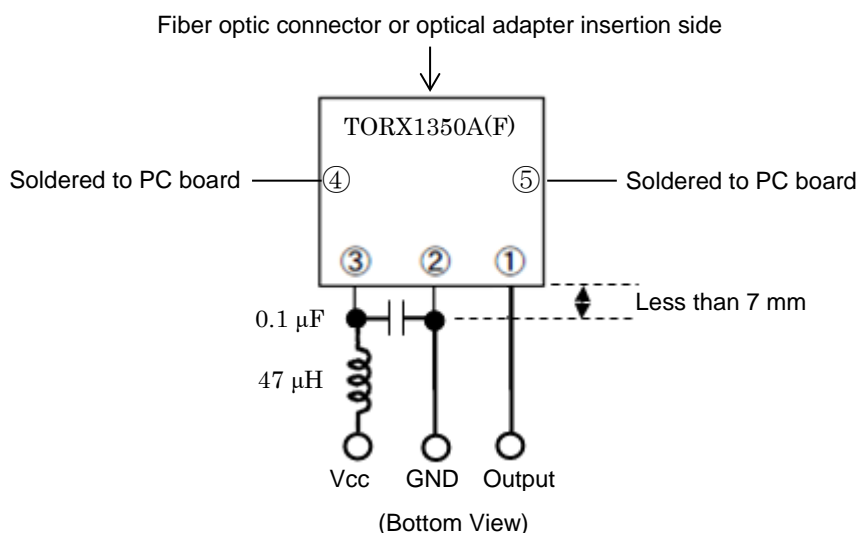 Fiber optic connector or optical adapter insertion side
TORX1350A(F)
Soldered to PC board ④ ⑤ Soldered to PC board
③ ② ①
Less than 7 mm
0.1 μF
47 μH
Vcc GND Output
(Bottom View)